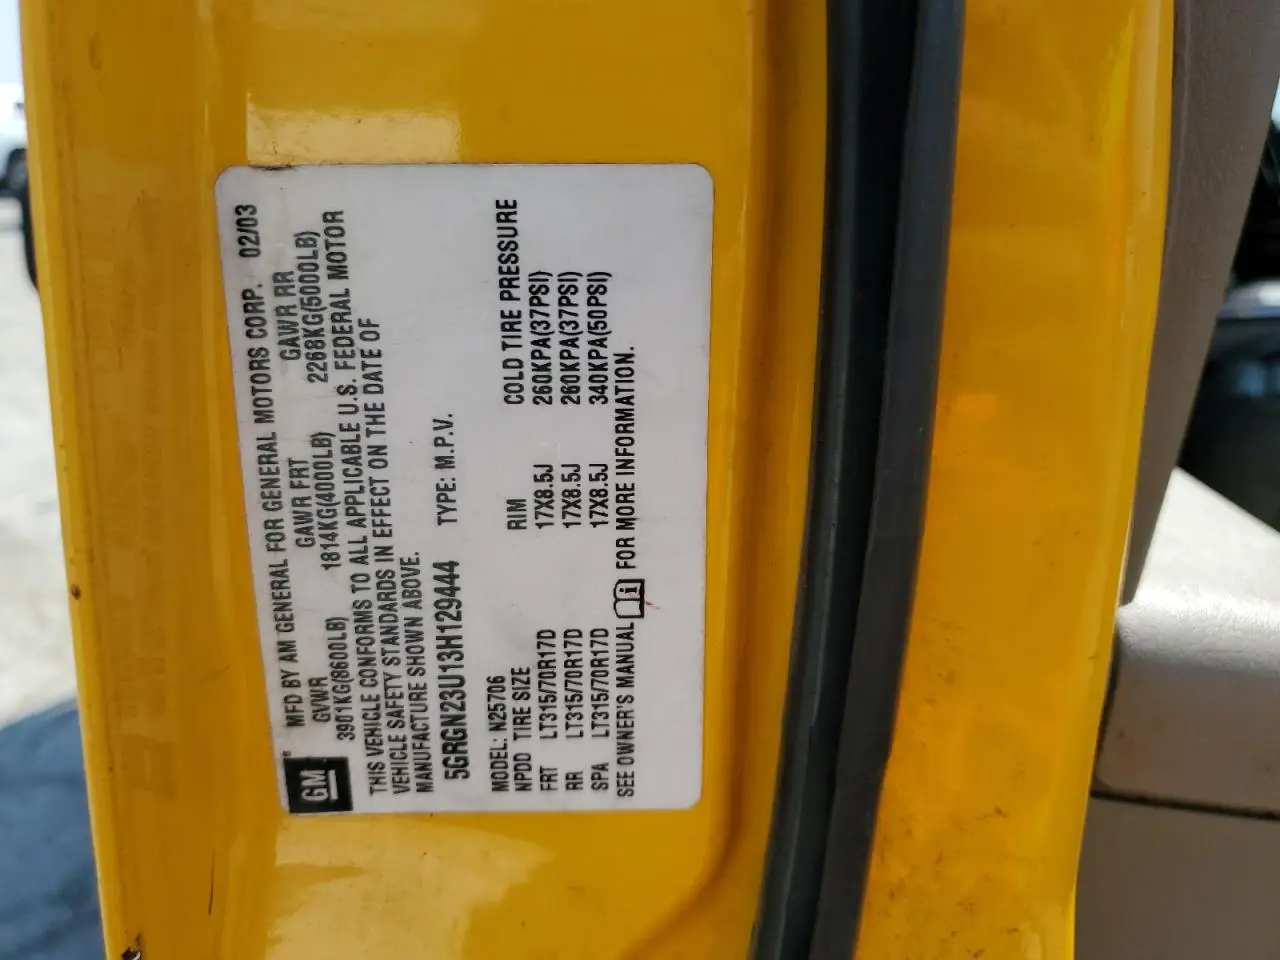 GM
MFD BY AM GENERAL FOR GENERAL MOTORS CORP. 02/03
GVWR GAWR FRT GAWR RR
3901KG(8600LB) 1814KG(4000LB) 2268KG(5000LB)
THIS VEHICLE CONFORMS TO ALL APPLICABLE U.S. FEDERAL MOTOR
VEHICLE SAFETY STANDARDS IN EFFECT ON THE DATE OF
MANUFACTURE SHOWN ABOVE.
5GRGN23U13H129444 TYPE: M.P.V.
MODEL: N25706
NPDD TIRE SIZE RIM COLD TIRE PRESSURE
FRT LT315/70R17D 17X8.5J 260KPA(37PSI)
RR LT315/70R17D 17X8.5J 260KPA(37PSI)
SPA LT315/70R17D 17X8.5J 340KPA(50PSI)
SEE OWNER'S MANUAL FOR MORE INFORMATION.